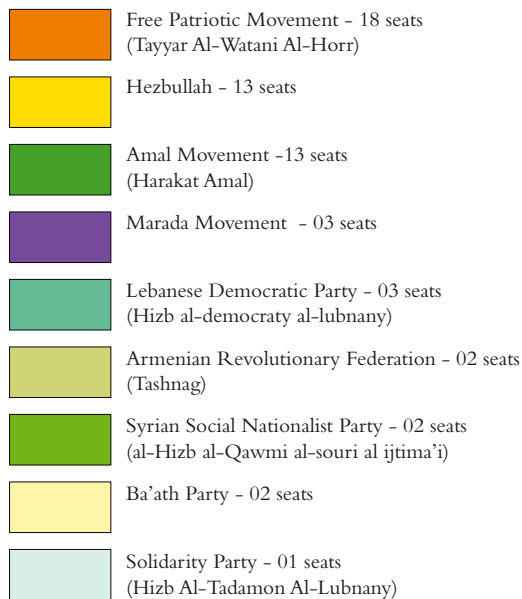 Free Patriotic Movement - 18 seats
(Tayyar Al-Watani Al-Horr)
Hezbullah - 13 seats
Amal Movement -13 seats
(Harakat Amal)
Marada Movement  - 03 seats
Lebanese Democratic Party - 03 seats
(Hizb al-democraty al-lubnany)
Armenian Revolutionary Federation - 02 seats
(Tashnag)
Syrian Social Nationalist Party - 02 seats
(al-Hizb al-Qawmi al-souri al ijtima’i)
Ba’ath Party - 02 seats
Solidarity Party - 01 seats
(Hizb Al-Tadamon Al-Lubnany)